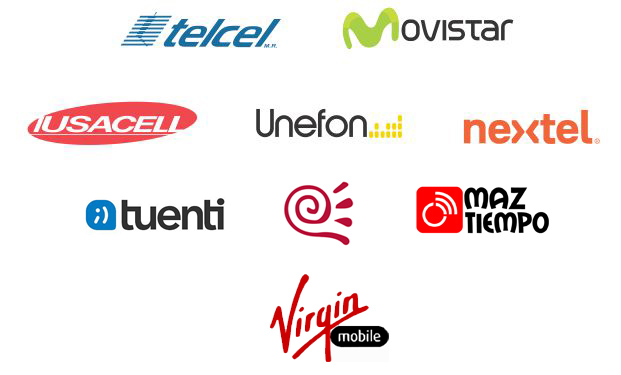 telcel M.R.
Movistar
IUSACELL
Unefon
nextel®
;) tuenti
MAZ
TIEMPO
Virgin
mobile